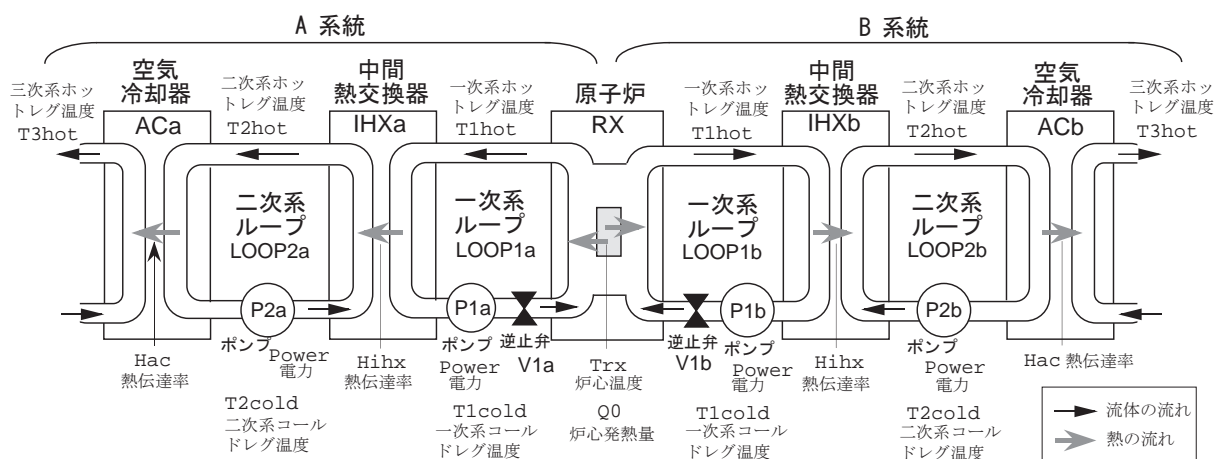 A 系統
B 系統
三次系ホッ
トレグ温度
T3hot
空気
冷却器
ACa
二次系ホッ
トレグ温度
T2hot
中間
熱交換器
IHXa
一次系ホッ
トレグ温度
T1hot
原子炉
RX
一次系ホッ
トレグ温度
T1hot
中間
熱交換器
IHXb
二次系ホッ
トレグ温度
T2hot
空気
冷却器
ACb
三次系ホッ
トレグ温度
T3hot
二次系
ループ
LOOP2a
一次系
ループ
LOOP1a
一次系
ループ
LOOP1b
二次系
ループ
LOOP2b
P2a
P1a
P1b
P2b
Hac
熱伝達率
ポンプ
Power
電力
Hihx
熱伝達率
ポンプ
Power
電力
逆止弁
V1a
Trx
炉心温度
逆止弁
V1b
ポンプ
Power
電力
Hihx
熱伝達率
ポンプ
Power
電力
Hac 熱伝達率
T2cold
二次系コール
ドレグ温度
T1cold
一次系コール
ドレグ温度
Q0
炉心発熱量
T1cold
一次系コール
ドレグ温度
T2cold
二次系コール
ドレグ温度
流体の流れ
熱の流れ